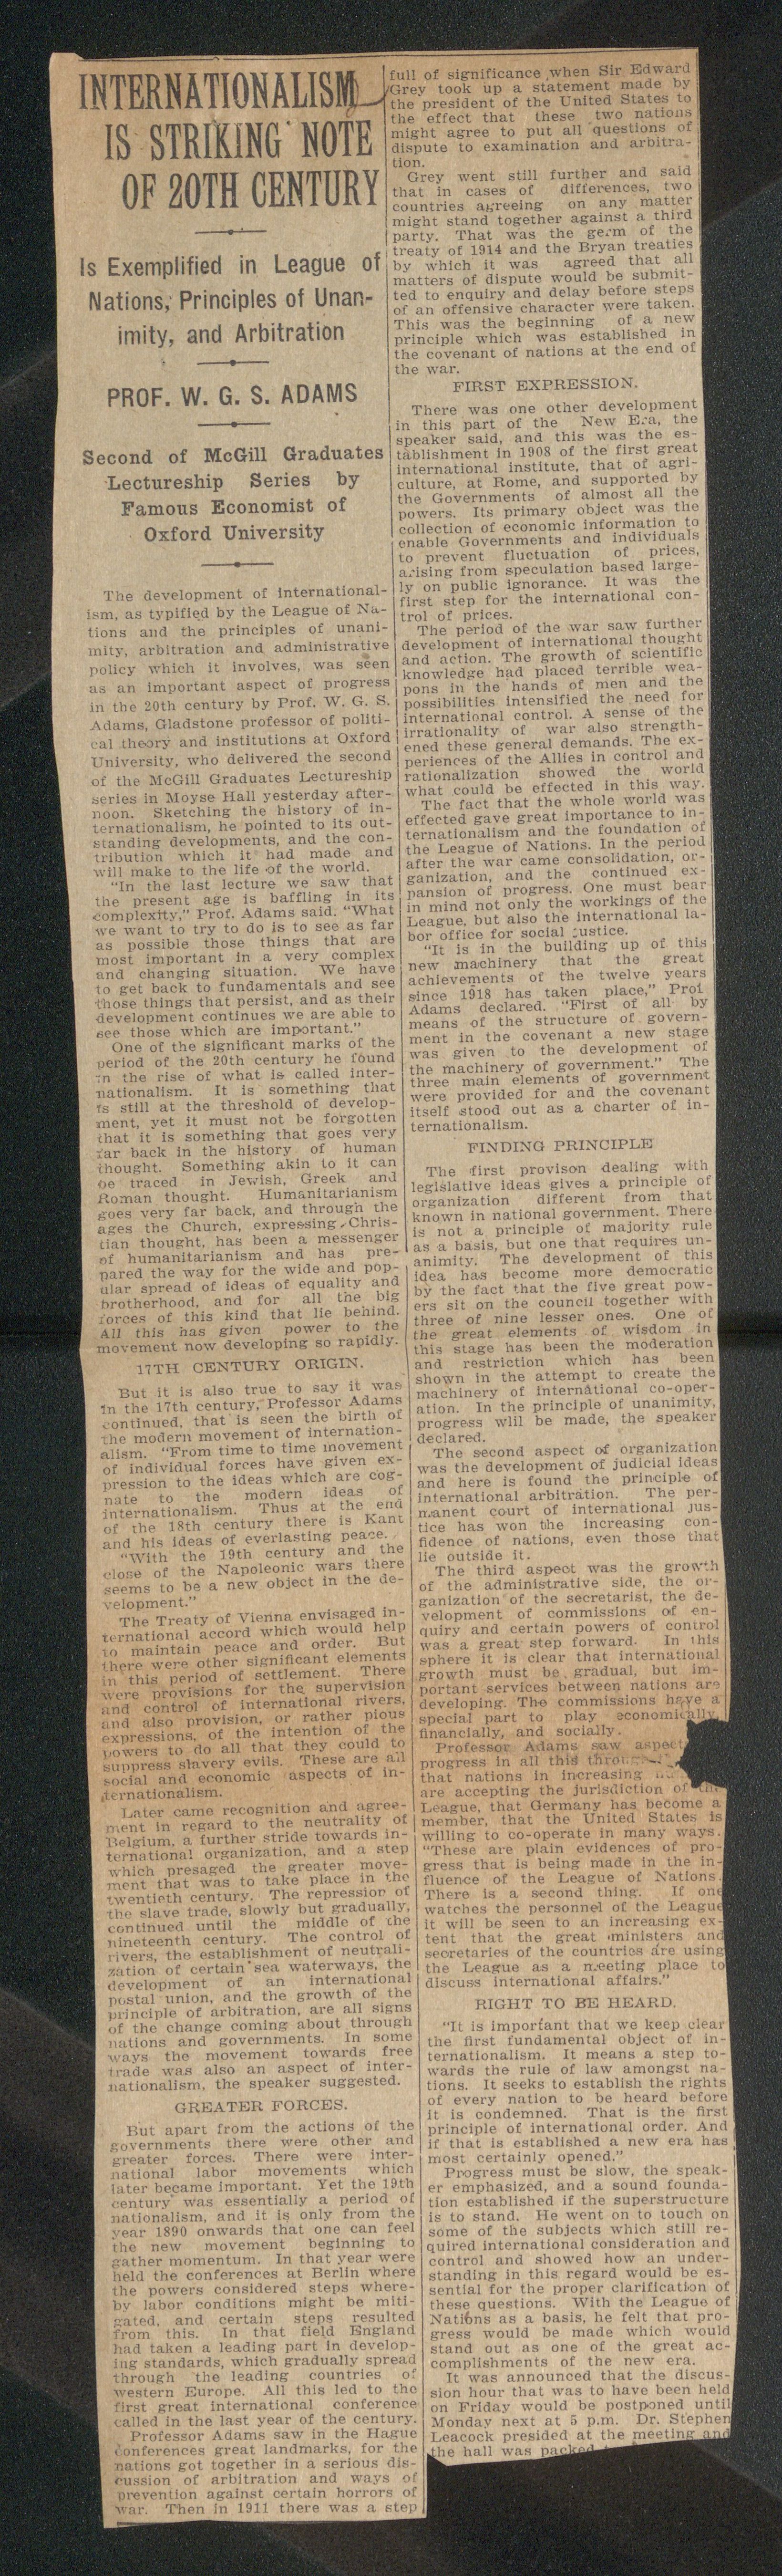 INTERNATIONALISM
IS STRIKING NOTE
OF 20TH CENTURY
Is Exemplified in League of
Nations, Principles of Unan-
imity, and Arbitration
PROF. W. G. S. ADAMS
Second of McGill Graduates
Lectureship Series by
Famous Economist of
Oxford University
The development of international-
ism, as typified by the League of Na-
tions and the principles of unani-
mity, arbitration and administrative
policy which it involves, was seen
as an important aspect of progress
in the 20th century by Prof. W. G. S.
Adams, Gladstone professor of politi-
cal theory and institutions at Oxford
University, who delivered the second
of the McGill Graduates Lectureship
series in Moyse Hall yesterday after-
noon. Sketching the history of in-
ternationalism, he pointed to its out-
standing developments, and the con-
tribution which it had made and
will make to the life of the world.
"In the last lecture we saw that
the present age is baffling in its
complexity," Prof. Adams said. "What
we want to try to do is to see as far
as possible those things that are
most important in a very complex
and changing situation. We have
to get back to fundamentals and see
those things that persist, and as their
development continues we are able to
see those which are important."
One of the significant marks of the
period of the 20th century he found
in the rise of what is called inter-
nationalism. It is something that
is still at the threshold of develop-
ment, yet it must not be forgotten
that it is something that goes very
far back in the history of human
thought. Something akin to it can
be traced in Jewish, Greek and
Roman thought. Humanitarianism
goes very far back, and through the
ages the Church, expressing Chris-
tian thought, has been a messenger
of humanitarianism and has pre-
pared the way for the wide and pop-
ular spread of ideas of equality and
brotherhood, and for all the big
forces of this kind that lie behind.
All this has given power to the
movement now developing so rapidly.
17TH CENTURY ORIGIN.
But it is also true to say it was
in the 17th century, Professor Adams
continued, that is seen the birth of
the modern movement of internation-
alism. "From time to time movement
of individual forces have given ex-
pression to the ideas which are cog-
nate to the modern ideas of
internationalism. Thus at the end
of the 18th century there is Kant
and his ideas of everlasting peace.
"With the 19th century and the
close of the Napoleonic wars there
seems to be a new object in the de-
velopment."
The Treaty of Vienna envisaged in-
ternational accord which would help
to maintain peace and order. But
there were other significant elements
in this period of settlement. There
were provisions for the supervision
and control of international rivers,
and also provision, or rather pious
expressions, of the intention of the
powers to do all that they could to
suppress slavery evils. These are all
social and economic aspects of in-
ternationalism.
Later came recognition and agree-
ment in regard to the neutrality of
Belgium, a further stride towards in-
ternational organization, and a step
which presaged the greater move-
ment that was to take place in the
twentieth century. The repression of
the slave trade, slowly but gradually,
continued until the middle of the
nineteenth century. The control of
rivers, the establishment of neutrali-
zation of certain sea waterways, the
development of an international
postal union, and the growth of the
principle of arbitration, are all signs
of the change coming about through
nations and governments. In some
ways the movement towards free
trade was also an aspect of inter-
nationalism, the speaker suggested.
GREATER FORCES.
But apart from the actions of the
governments there were other and
greater forces. There were inter-
national labor movements which
later became important. Yet the 19th
century was essentially a period of
nationalism, and it is only from the
year 1890 onwards that one can feel
the new movement beginning to
gather momentum. In that year were
held the conferences at Berlin where
the powers considered steps where-
by labor conditions might be miti-
gated, and certain steps resulted
from this. In that field England
had taken a leading part in develop-
ing standards, which gradually spread
through the leading countries of
western Europe. All this led to the
first great international conference
called in the last year of the century.
Professor Adams saw in the Hague
conferences great landmarks, for the
nations got together in a serious dis-
cussion of arbitration and ways of
prevention against certain horrors of
war. Then in 1911 there was a step
full of significance when Sir Edward
Grey took up a statement made by
the president of the United States to
the effect that these two nations
might agree to put all questions of
dispute to examination and arbitra-
tion.
Grey went still further and said
that in cases of differences, two
countries agreeing on any matter
might stand together against a third
party. That was the germ of the
treaty of 1914 and the Bryan treaties
by which it was agreed that all
matters of dispute would be submit-
ted to enquiry and delay before steps
of an offensive character were taken.
This was the beginning of a new
principle which was established in
the covenant of nations at the end of
the war.
FIRST EXPRESSION.
There was one other development
in this part of the New Era, the
speaker said, and this was the es-
tablishment in 1908 of the first great
international institute, that of agri-
culture, at Rome, and supported by
the Governments of almost all the
powers. Its primary object was the
collection of economic information to
enable Governments and individuals
to prevent fluctuation of prices,
arising from speculation based large-
ly on public ignorance. It was the
first step for the international con-
trol of prices.
The period of the war saw further
development of international thought
and action. The growth of scientific
knowledge had placed terrible wea-
pons in the hands of men and the
possibilities intensified the need for
international control. A sense of the
irrationality of war also strength-
ened these general demands. The ex-
periences of the Allies in control and
rationalization showed the world
what could be effected in this way.
The fact that the whole world was
effected gave great importance to in-
ternationalism and the foundation of
the League of Nations. In the period
after the war came consolidation, or-
ganization, and the continued ex-
pansion of progress. One must bear
in mind not only the workings of the
League, but also the international la-
bor office for social justice.
"It is in the building up of this
new machinery that the great
achievements of the twelve years
since 1918 has taken place," Prof
Adams declared. "First of all by
means of the structure of govern-
ment in the covenant a new stage
was given to the development of
the machinery of government." The
three main elements of government
were provided for and the covenant
itself stood out as a charter of in-
ternationalism.
FINDING PRINCIPLE
The first provison dealing with
legislative ideas gives a principle of
organization different from that
known in national government. There
is not a principle of majority rule
as a basis, but one that requires un-
animity. The development of this
idea has become more democratic
by the fact that the five great pow-
ers sit on the council together with
three of nine lesser ones. One of
the great elements of wisdom in
this stage has been the moderation
and restriction which has been
shown in the attempt to create the
machinery of international co-oper-
ation. In the principle of unanimity,
progress wlil be made, the speaker
declared.
The second aspect of organization
was the development of judicial ideas
and here is found the principle of
international arbitration. The per-
manent court of international jus-
tice has won the increasing con-
fidence of nations, even those that
lie outside it.
The third aspect was the growth
of the administrative side, the or-
ganization of the secretarist, the de-
velopment of commissions of en-
quiry and certain powers of control
was a great step forward. In this
sphere it is clear that international
growth must be gradual, but im-
portant services between nations are
developing. The commissions have a
special part to play economically,
financially, and socially.
Professor Adams saw aspect
progress in all this
that nations in increasing
are accepting the jurisdiction of the
League, that Germany has become a
member, that the United States is
willing to co-operate in many ways.
"These are plain evidences of pro-
gress that is being made in the in-
fluence of the League of Nations.
There is a second thing. If one
watches the personnel of the League
it will be seen to an increasing ex-
tent that the great ministers and
secretaries of the countries are using
the League as a meeting place to
discuss international affairs."
RIGHT TO BE HEARD.
"It is important that we keep clear
the first fundamental object of in-
ternationalism. It means a step to-
wards the rule of law amongst na-
tions. It seeks to establish the rights
of every nation to be heard before
it is condemned. That is the first
principle of international order. And
if that is established a new era has
most certainly opened."
Progress must be slow, the speak-
er emphasized, and a sound founda-
tion established if the superstructure
is to stand. He went on to touch on
some of the subjects which still re-
quired international consideration and
control and showed how an under-
standing in this regard would be es-
sential for the proper clarification of
these questions. With the League of
Nations as a basis, he felt that pro-
gress would be made which would
stand out as one of the great ac-
complishments of the new era.
It was announced that the discus-
sion hour that was to have been held
on Friday would be postponed until
Monday next at 5 p.m. Dr. Stephen
Leacock presided at the meeting and
the hall was packed